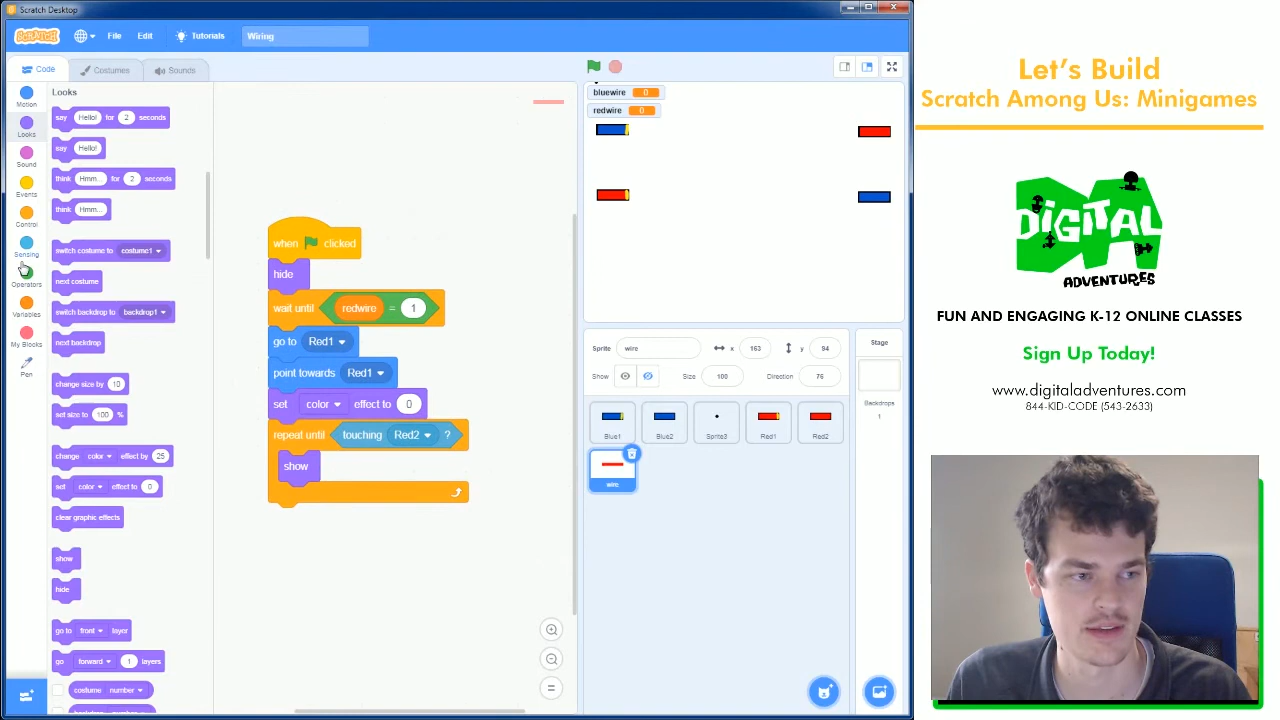 Scratch Desktop
SCRATCH
File
Edit
Tutorials
Wiring
Code
Costumes
Sounds
Motion
Looks
Sound
Events
Control
Sensing
Operators
Variables
My Blocks
Pen
Looks
say Hello! for 2 seconds
say Hello!
think Hmm... for 2 seconds
think Hmm...
switch costume to costume1
next costume
switch backdrop to backdrop1
next backdrop
change size by 10
set size to 100 %
change color effect by 25
set color effect to 0
clear graphic effects
show
hide
go to front layer
go forward 1 layers
costume number
when clicked
hide
wait until redwire = 1
go to Red1
point towards Red1
set color effect to 0
repeat until touching Red2 ?
show
bluewire 0
redwire 0
Sprite wire x 163 y 94
Show Size 100 Direction 76
Blue1
Blue2
Sprite3
Red1
Red2
wire
Stage
Backdrops
1
Let's Build
Scratch Among Us: Minigames
DiGiTAL
ADVENTURES
FUN AND ENGAGING K-12 ONLINE CLASSES
Sign Up Today!
www.digitaladventures.com
844-KID-CODE (543-2633)